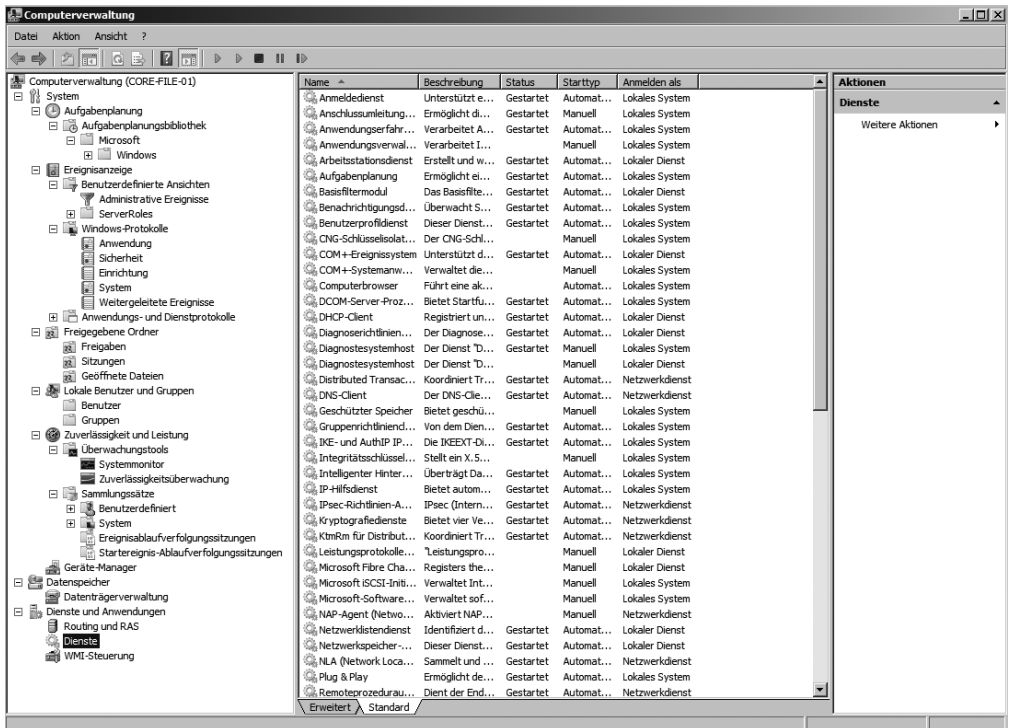 Computerverwaltung
Datei Aktion Ansicht ?
Computerverwaltung (CORE-FILE-01)
System
Aufgabenplanung
Aufgabenplanungsbibliothek
Microsoft
Windows
Ereignisanzeige
Benutzerdefinierte Ansichten
Administrative Ereignisse
ServerRoles
Windows-Protokolle
Anwendung
Sicherheit
Einrichtung
System
Weitergeleitete Ereignisse
Anwendungs- und Dienstprotokolle
Freigegebene Ordner
Freigaben
Sitzungen
Geöffnete Dateien
Lokale Benutzer und Gruppen
Benutzer
Gruppen
Zuverlässigkeit und Leistung
Überwachungstools
Systemmonitor
Zuverlässigkeitsüberwachung
Sammlungssätze
Benutzerdefiniert
System
Ereignisablaufverfolgungssitzungen
Startereignis-Ablaufverfolgungssitzungen
Geräte-Manager
Datenspeicher
Datenträgerverwaltung
Dienste und Anwendungen
Routing und RAS
Dienste
WMI-Steuerung
Name Beschreibung Status Starttyp Anmelden als
Anmeldedienst Unterstützt e... Gestartet Automat... Lokales System
Anschlussumleitung... Ermöglicht di... Gestartet Manuell Lokales System
Anwendungserfahr... Verarbeitet A... Gestartet Automat... Lokales System
Anwendungsverwal... Verarbeitet I... Manuell Lokales System
Arbeitsstationsdienst Erstellt und w... Gestartet Automat... Lokaler Dienst
Aufgabenplanung Ermöglicht ei... Gestartet Automat... Lokales System
Basisfiltermodul Das Basisfilte... Gestartet Automat... Lokaler Dienst
Benachrichtigungsd... Überwacht S... Gestartet Automat... Lokales System
Benutzerprofildienst Dieser Dienst... Gestartet Automat... Lokales System
CNG-Schlüsselisolat... Der CNG-Schl... Manuell Lokales System
COM+-Ereignissystem Unterstützt d... Gestartet Automat... Lokaler Dienst
COM+-Systemanw... Verwaltet die... Manuell Lokales System
Computerbrowser Führt eine ak... Automat... Lokales System
DCOM-Server-Proz... Bietet Startfu... Gestartet Automat... Lokales System
DHCP-Client Registriert un... Gestartet Automat... Lokaler Dienst
Diagnoserichtlinien... Der Diagnose... Gestartet Automat... Lokaler Dienst
Diagnostesystemhost Der Dienst "D... Gestartet Manuell Lokales System
Diagnostesystemhost Der Dienst "D... Manuell Lokaler Dienst
Distributed Transac... Koordiniert Tr... Gestartet Automat... Netzwerkdienst
DNS-Client Der DNS-Clie... Gestartet Automat... Netzwerkdienst
Geschützter Speicher Bietet geschü... Manuell Lokales System
Gruppenrichtliniend... Von dem Dien... Gestartet Automat... Lokales System
IKE- und AuthIP IP... Die IKEEXT-Di... Gestartet Automat... Lokales System
Integritätsschlüssel... Stellt ein X.5... Manuell Lokales System
Intelligenter Hinter... Überträgt Da... Gestartet Automat... Lokales System
IP-Hilfsdienst Bietet autom... Gestartet Automat... Lokales System
IPsec-Richtlinien-A... IPsec (Intern... Gestartet Automat... Netzwerkdienst
Kryptografiedienste Bietet vier Ve... Gestartet Automat... Netzwerkdienst
KtmRm für Distribut... Koordiniert Tr... Gestartet Automat... Netzwerkdienst
Leistungsprotokolle... "Leistungspro... Manuell Lokaler Dienst
Microsoft Fibre Cha... Registers the... Manuell Lokaler Dienst
Microsoft iSCSI-Initi... Verwaltet Int... Manuell Lokales System
Microsoft-Software... Verwaltet sof... Manuell Lokales System
NAP-Agent (Netwo... Aktiviert NAP... Manuell Netzwerkdienst
Netzwerklistendienst Identifiziert d... Gestartet Automat... Lokaler Dienst
Netzwerkspeicher-... Dieser Dienst... Gestartet Automat... Lokaler Dienst
NLA (Network Loca... Sammelt und ... Gestartet Automat... Netzwerkdienst
Plug & Play Ermöglicht de... Gestartet Automat... Lokales System
Remoteprozedurau... Dient der End... Gestartet Automat... Netzwerkdienst
Erweitert Standard
Aktionen
Dienste
Weitere Aktionen